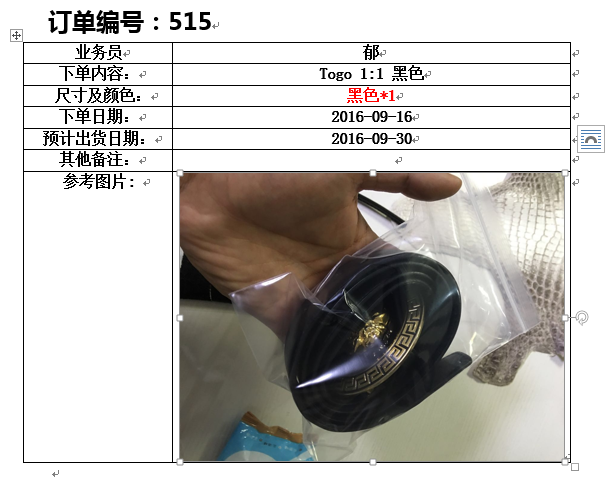 订单编号：515
业务员 郁
下单内容： Togo 1:1 黑色
尺寸及颜色： 黑色*1
下单日期： 2016-09-16
预计出货日期： 2016-09-30
其他备注：
参考图片：